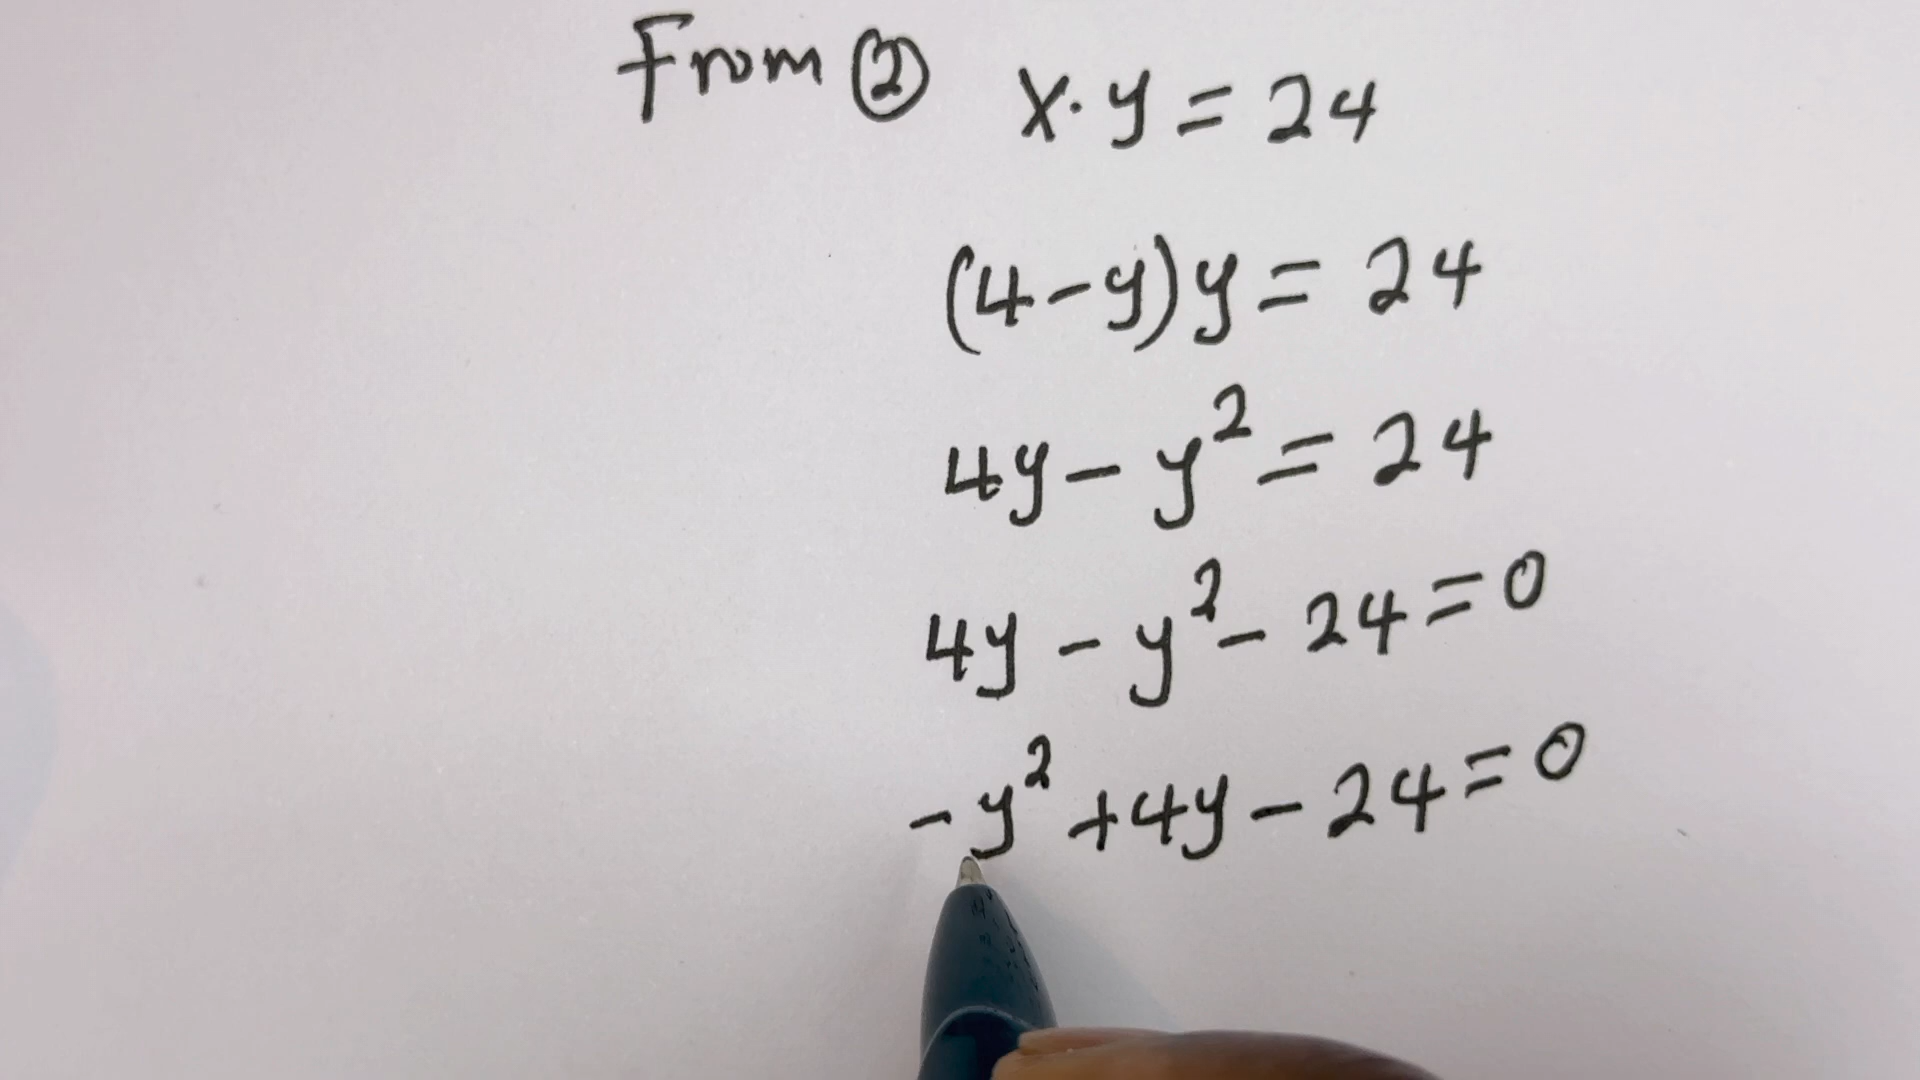 From ② x·y = 24
(4-y)y = 24
4y - y² = 24
4y - y² - 24 = 0
-y² + 4y - 24 = 0